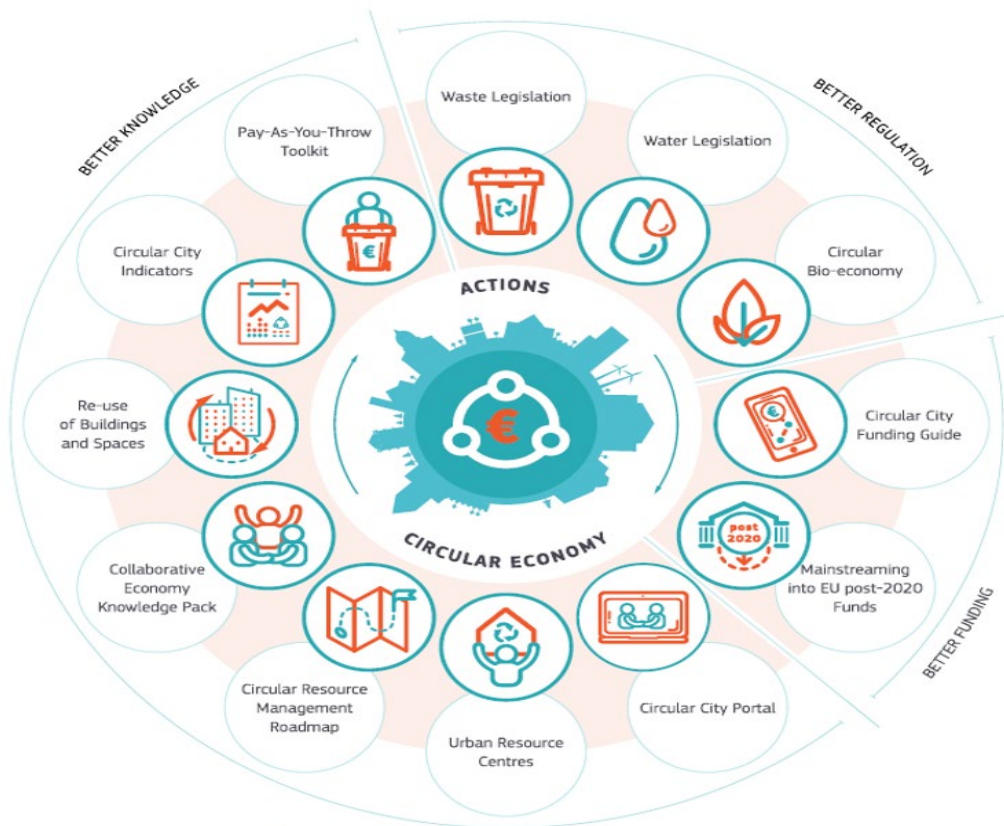 BETTER KNOWLEDGE
BETTER REGULATION
BETTER FUNDING
Waste Legislation
Water Legislation
Circular
Bio-economy
Circular City
Funding Guide
Mainstreaming
into EU post-2020
Funds
Circular City Portal
Urban Resource
Centres
Circular Resource
Management
Roadmap
Collaborative
Economy
Knowledge Pack
Re-use
of Buildings
and Spaces
Circular City
Indicators
Pay-As-You-Throw
Toolkit
€
€
post
2020
ACTIONS
€
CIRCULAR ECONOMY